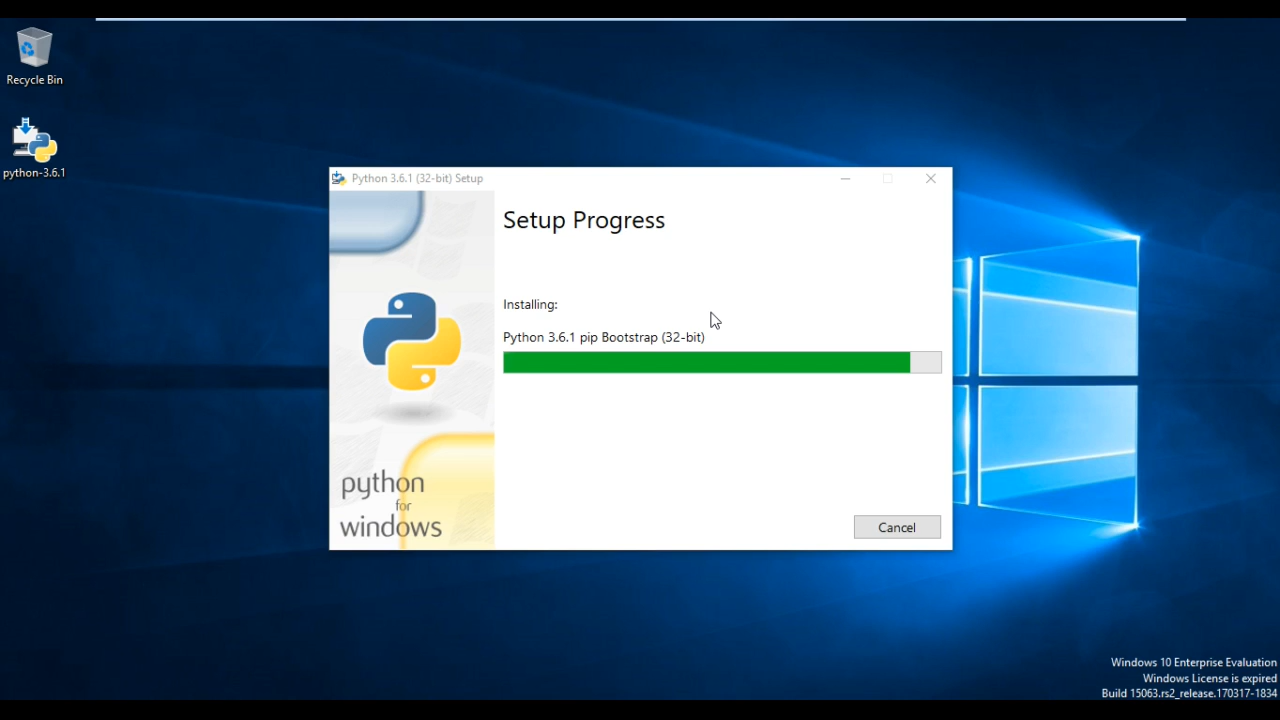 Recycle Bin
python-3.6.1
Python 3.6.1 (32-bit) Setup
Setup Progress
Installing:
Python 3.6.1 pip Bootstrap (32-bit)
python
for
windows
Cancel
Windows 10 Enterprise Evaluation
Windows License is expired
Build 15063.rs2_release.170317-1834